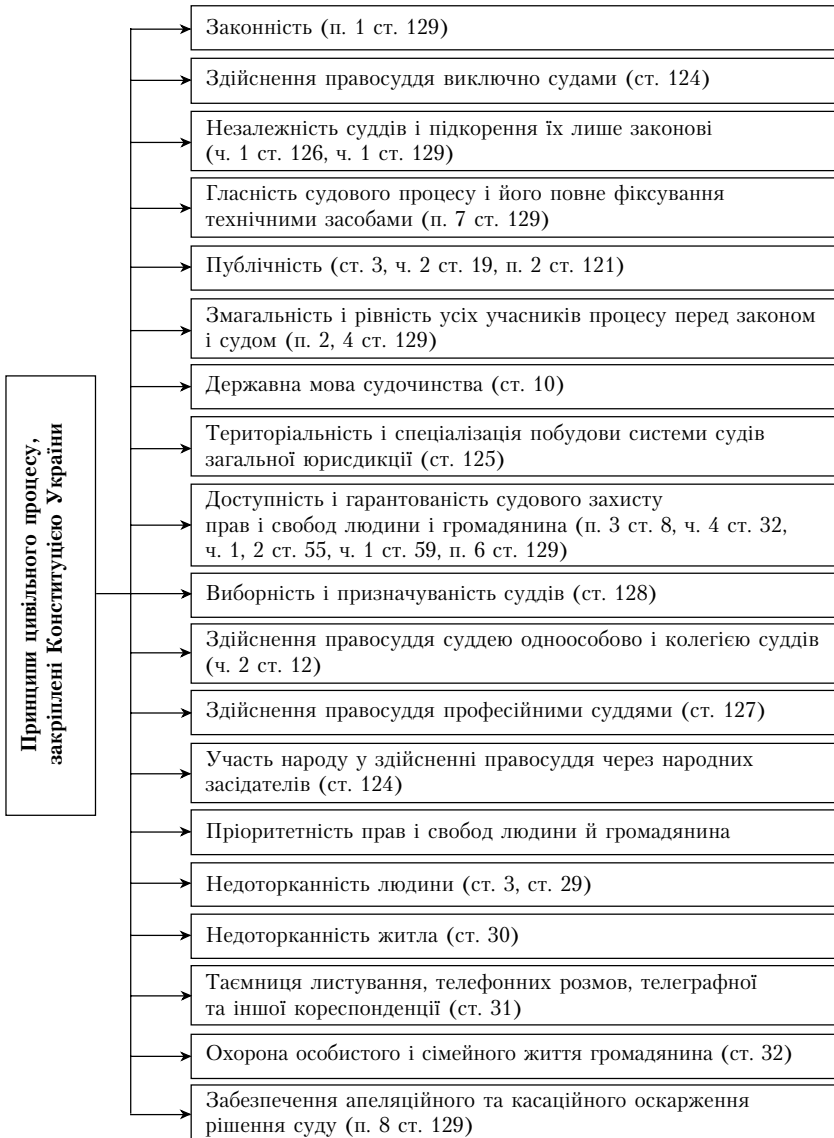 Принципи цивільного процесу,
закріплені Конституцією України
Законність (п. 1 ст. 129)
Здійснення правосуддя виключно судами (ст. 124)
Незалежність суддів і підкорення їх лише законові
(ч. 1 ст. 126, ч. 1 ст. 129)
Гласність судового процесу і його повне фіксування
технічними засобами (п. 7 ст. 129)
Публічність (ст. 3, ч. 2 ст. 19, п. 2 ст. 121)
Змагальність і рівність усіх учасників процесу перед законом
і судом (п. 2, 4 ст. 129)
Державна мова судочинства (ст. 10)
Територіальність і спеціалізація побудови системи судів
загальної юрисдикції (ст. 125)
Доступність і гарантованість судового захисту
прав і свобод людини і громадянина (п. 3 ст. 8, ч. 4 ст. 32,
ч. 1, 2 ст. 55, ч. 1 ст. 59, п. 6 ст. 129)
Виборність і призначуваність суддів (ст. 128)
Здійснення правосуддя суддею одноособово і колегією суддів
(ч. 2 ст. 12)
Здійснення правосуддя професійними суддями (ст. 127)
Участь народу у здійсненні правосуддя через народних
засідателів (ст. 124)
Пріоритетність прав і свобод людини й громадянина
Недоторканність людини (ст. 3, ст. 29)
Недоторканність житла (ст. 30)
Таємниця листування, телефонних розмов, телеграфної
та іншої кореспонденції (ст. 31)
Охорона особистого і сімейного життя громадянина (ст. 32)
Забезпечення апеляційного та касаційного оскарження
рішення суду (п. 8 ст. 129)